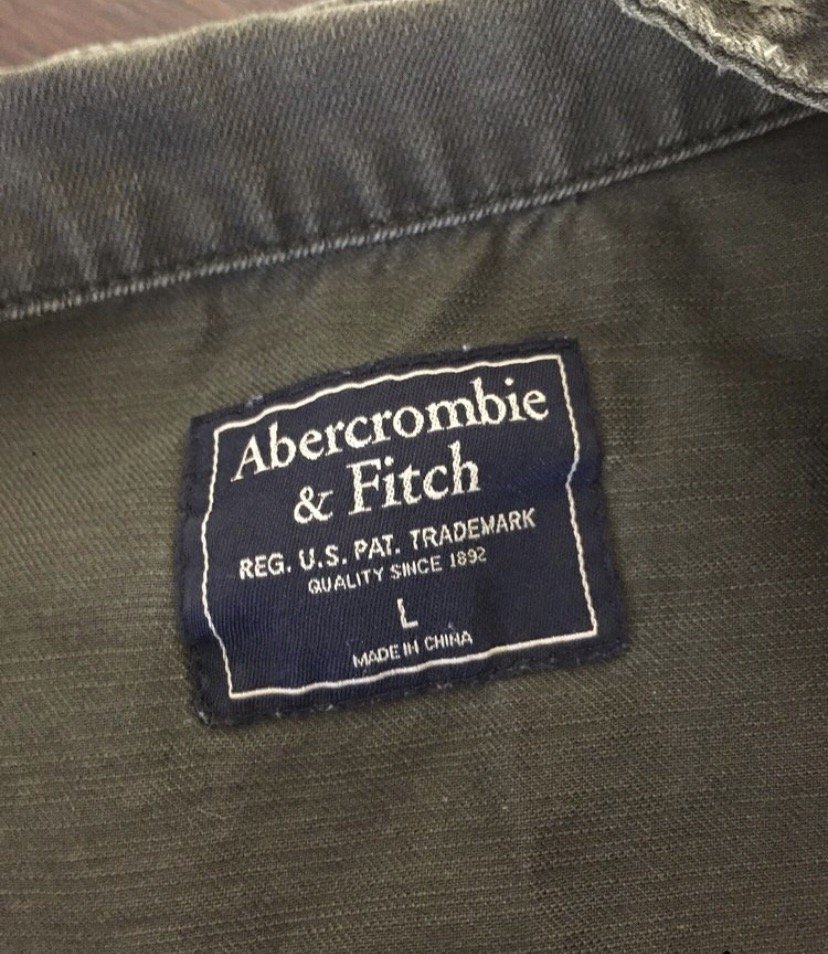 Abercrombie
& Fitch
REG. U.S. PAT. TRADEMARK
QUALITY SINCE 1892
L
MADE IN CHINA